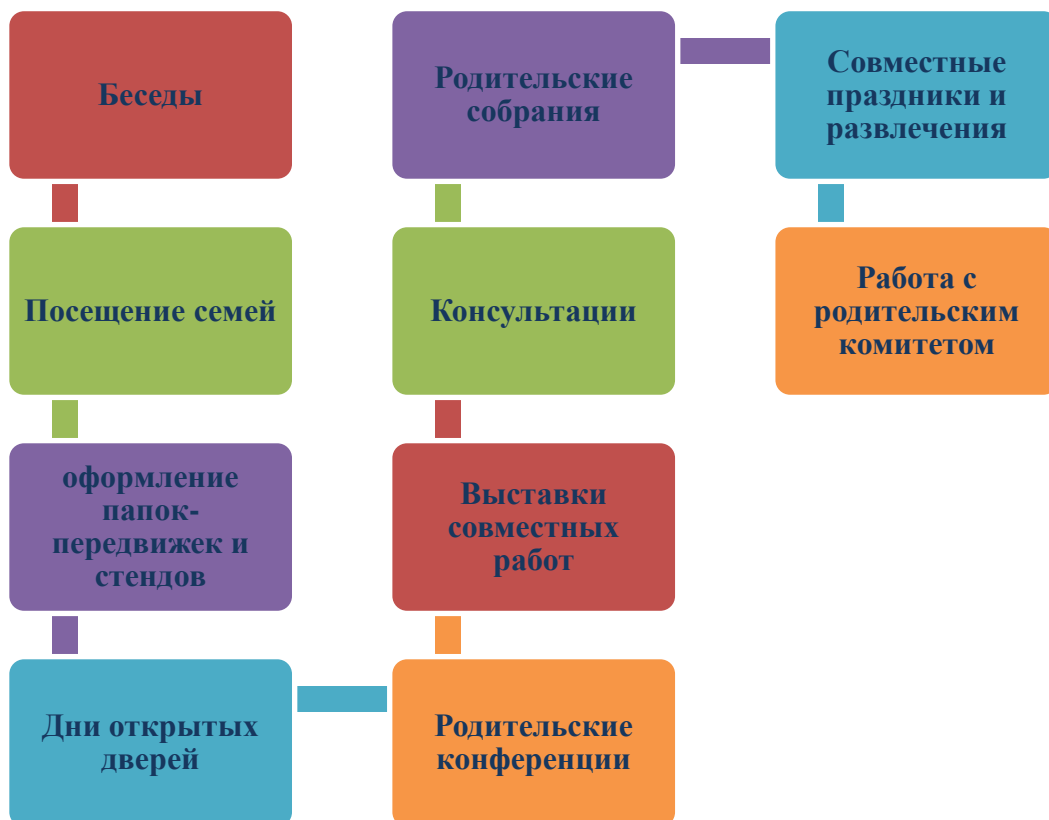 Беседы
Посещение семей
оформление
папок-
передвижек и
стендов
Дни открытых
дверей
Родительские
конференции
Выставки
совместных
работ
Консультации
Родительские
собрания
Совместные
праздники и
развлечения
Работа с
родительским
комитетом